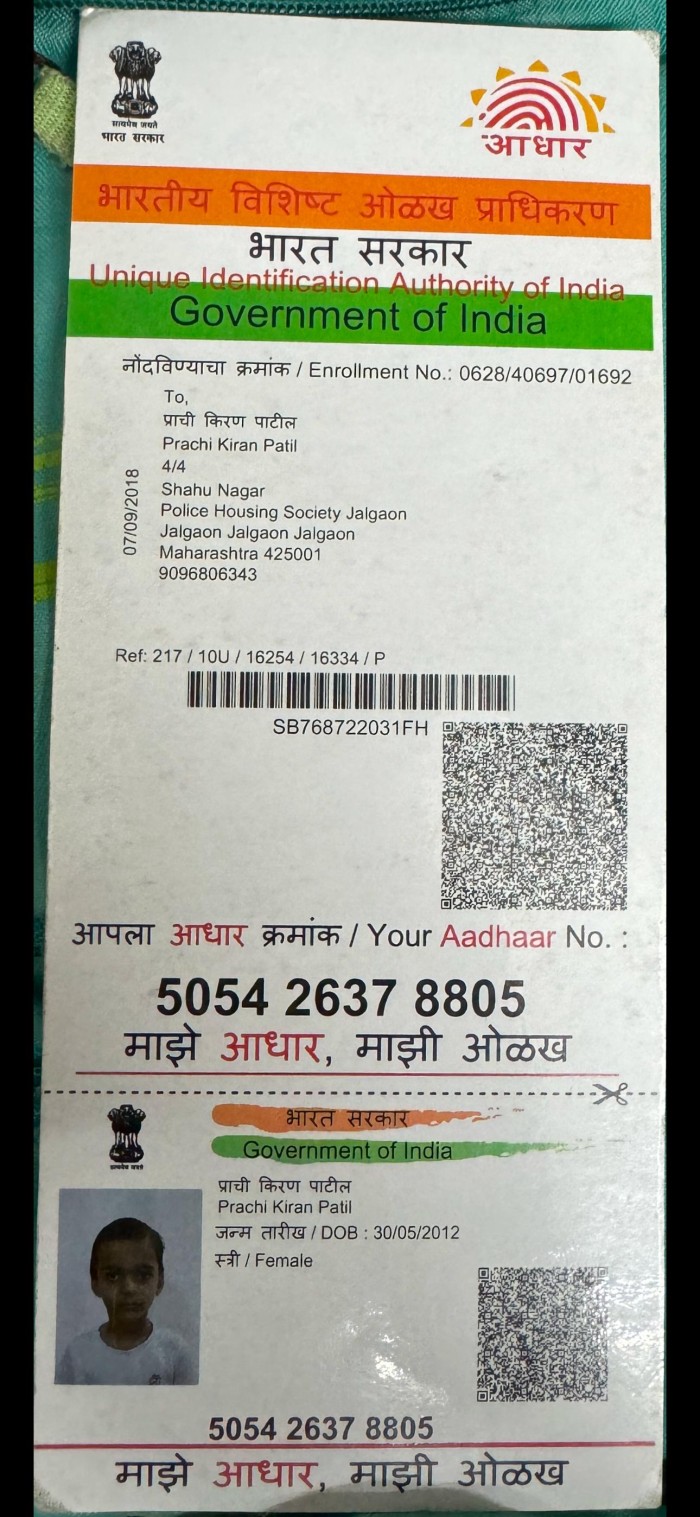 सत्यमेव जयते
भारत सरकार
आधार
भारतीय विशिष्ट ओळख प्राधिकरण
भारत सरकार
Unique Identification Authority of India
Government of India
नोंदविण्याचा क्रमांक / Enrollment No.: 0628/40697/01692
To,
प्राची किरण पाटील
Prachi Kiran Patil
4/4
Shahu Nagar
Police Housing Society Jalgaon
Jalgaon Jalgaon Jalgaon
Maharashtra 425001
9096806343
07/09/2018
Ref: 217 / 10U / 16254 / 16334 / P
SB768722031FH
आपला आधार क्रमांक / Your Aadhaar No. :
5054 2637 8805
माझे आधार, माझी ओळख
सत्यमेव जयते
भारत सरकार
Government of India
प्राची किरण पाटील
Prachi Kiran Patil
जन्म तारीख / DOB : 30/05/2012
स्त्री / Female
5054 2637 8805
माझे आधार, माझी ओळख